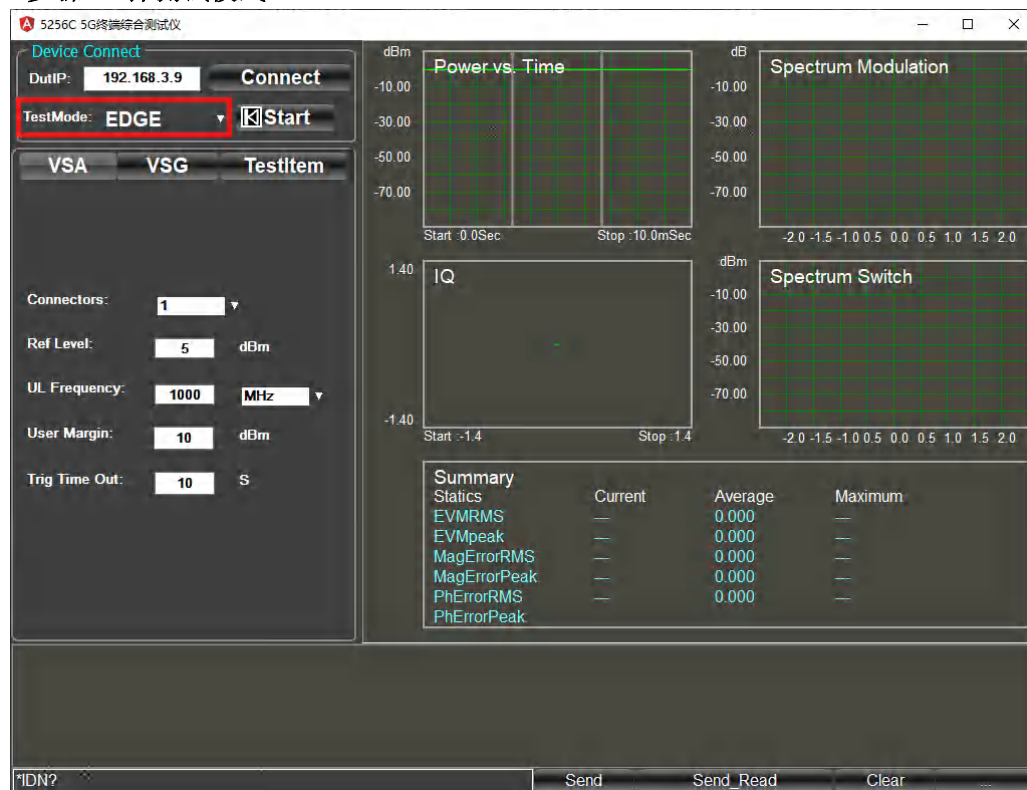 5256C 5G终端综合测试仪
Device Connect
DutIP: 192.168.3.9 Connect
TestMode: EDGE Start
VSA VSG TestItem
Connectors: 1
Ref Level: 5 dBm
UL Frequency: 1000 MHz
User Margin: 10 dBm
Trig Time Out: 10 S
dBm
Power vs. Time
-10.00
-30.00
-50.00
-70.00
Start :0.0Sec Stop :10.0mSec
dB
Spectrum Modulation
-10.00
-30.00
-50.00
-70.00
-2.0 -1.5 -1.0 0.5 0.0 0.5 1.0 1.5 2.0
1.40
IQ
-1.40
Start :-1.4 Stop :1.4
dBm
Spectrum Switch
-10.00
-30.00
-50.00
-70.00
-2.0 -1.5 -1.0 0.5 0.0 0.5 1.0 1.5 2.0
Summary
Statics Current Average Maximum
EVMRMS --- 0.000 ---
EVMpeak --- 0.000 ---
MagErrorRMS --- 0.000 ---
MagErrorPeak --- 0.000 ---
PhErrorRMS --- 0.000 ---
PhErrorPeak
*IDN? Send Send_Read Clear ...